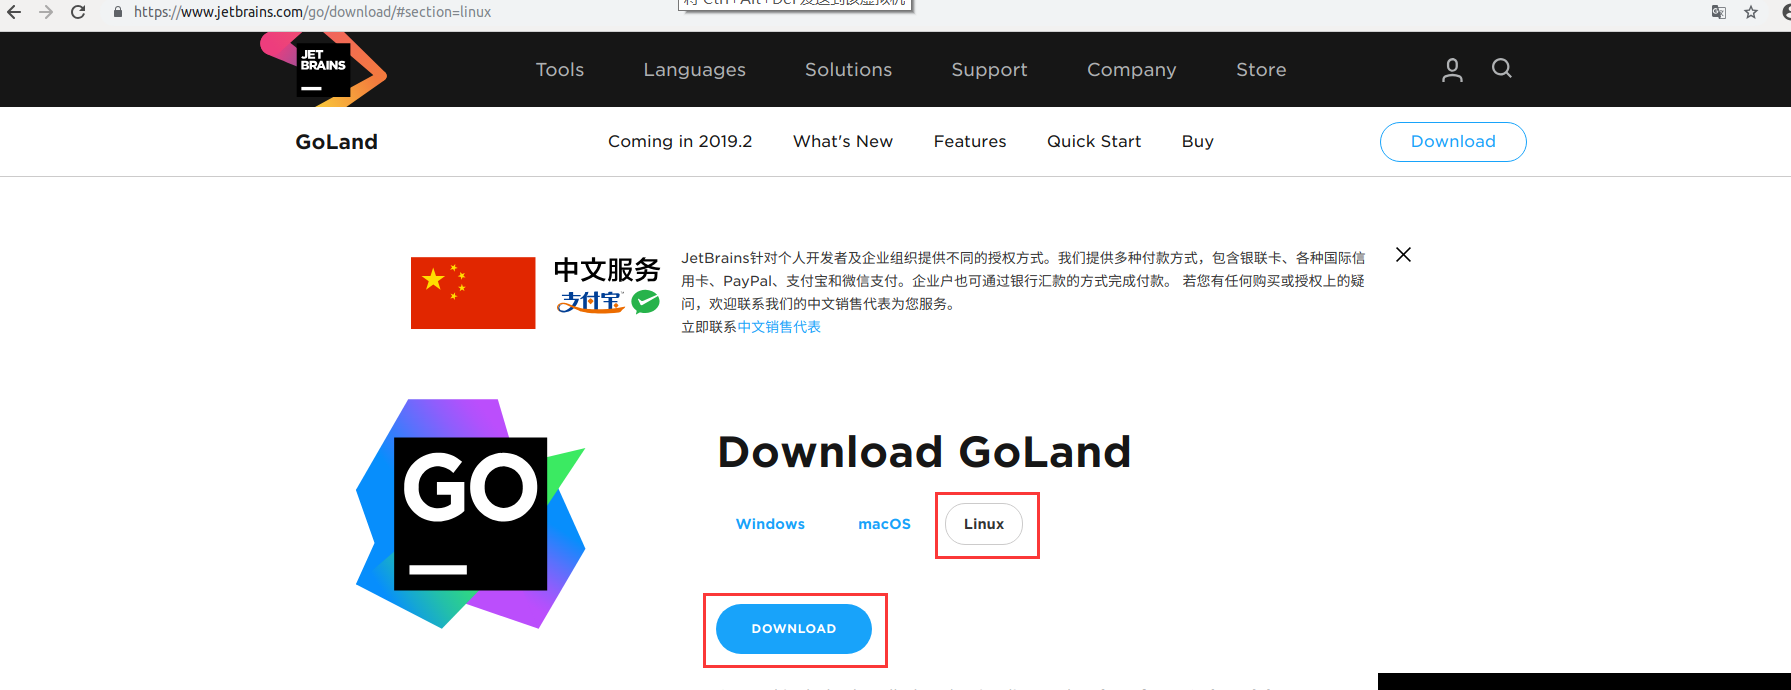 https://www.jetbrains.com/go/download/#section=linux
JET
BRAINS
Tools Languages Solutions Support Company Store
GoLand Coming in 2019.2 What's New Features Quick Start Buy Download
中文服务
支付宝
JetBrains针对个人开发者及企业组织提供不同的授权方式。我们提供多种付款方式，包含银联卡、各种国际信
用卡、PayPal、支付宝和微信支付。企业户也可通过银行汇款的方式完成付款。 若您有任何购买或授权上的疑
问，欢迎联系我们的中文销售代表为您服务。
立即联系中文销售代表
GO
Download GoLand
Windows macOS Linux
DOWNLOAD